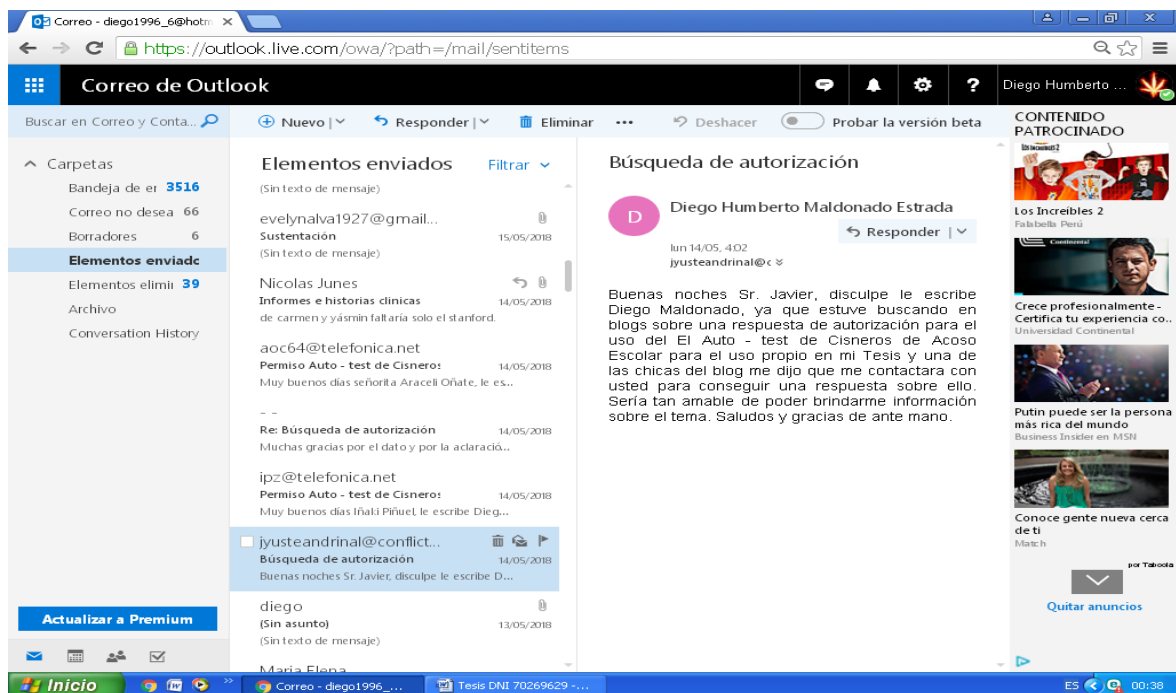 Correo - diego1996_6@hotm
https://outlook.live.com/owa/?path=/mail/sentitems
Correo de Outlook
Diego Humberto ...
Buscar en Correo y Conta...
Nuevo
Responder
Eliminar
Deshacer
Probar la versión beta
Carpetas
Bandeja de er 3516
Correo no desea 66
Borradores 6
Elementos enviadc
Elementos elimii 39
Archivo
Conversation History
Actualizar a Premium
Elementos enviados
Filtrar
(Sin texto de mensaje)
evelynalva1927@gmail...
Sustentación 15/05/2018
(Sin texto de mensaje)
Nicolas Junes
Informes e historias clinicas 14/05/2018
de carmen y yásmin faltaría solo el stanford.
aoc64@telefonica.net
Permiso Auto - test de Cisneros 14/05/2018
Muy buenos días señorita Araceli Oñate, le es...
- -
Re: Búsqueda de autorización 14/05/2018
Muchas gracias por el dato y por la aclaració...
ipz@telefonica.net
Permiso Auto - test de Cisneros 14/05/2018
Muy buenos días Iñaki Piñuel, le escribe Dieg...
jyusteandrinal@conflict...
Búsqueda de autorización 14/05/2018
Buenas noches Sr. Javier, disculpe le escribe D...
diego
(Sin asunto) 13/05/2018
(Sin texto de mensaje)
Maria Elena
Búsqueda de autorización
D
Diego Humberto Maldonado Estrada
Responder
lun 14/05, 4:02
jyusteandrinal@c
Buenas noches Sr. Javier, disculpe le escribe
Diego Maldonado, ya que estuve buscando en
blogs sobre una respuesta de autorización para el
uso del El Auto - test de Cisneros de Acoso
Escolar para el uso propio en mi Tesis y una de
las chicas del blog me dijo que me contactara con
usted para conseguir una respuesta sobre ello.
Sería tan amable de poder brindarme información
sobre el tema. Saludos y gracias de ante mano.
CONTENIDO
PATROCINADO
Los Increíbles 2
Falabella Perú
Continental
Crece profesionalmente -
Certifica tu experiencia co..
Universidad Continental
Putin puede ser la persona
más rica del mundo
Business Insider en MSN
Conoce gente nueva cerca
de ti
Match
por Taboola
Quitar anuncios
Inicio
Correo - diego1996_...
Tesis DNI 70269629 -...
ES
00:38